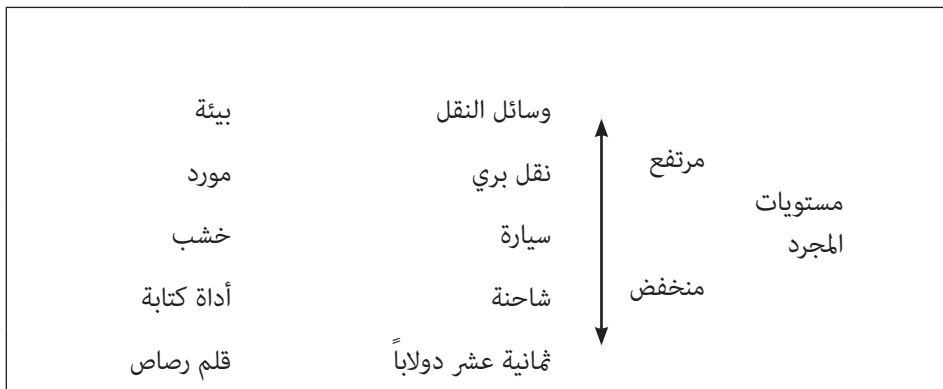 وسائل النقل بيئة
مرتفع
نقل بري مورد
مستويات
المجرد
سيارة خشب
منخفض
شاحنة أداة كتابة
ثمانية عشر دولاباً قلم رصاص